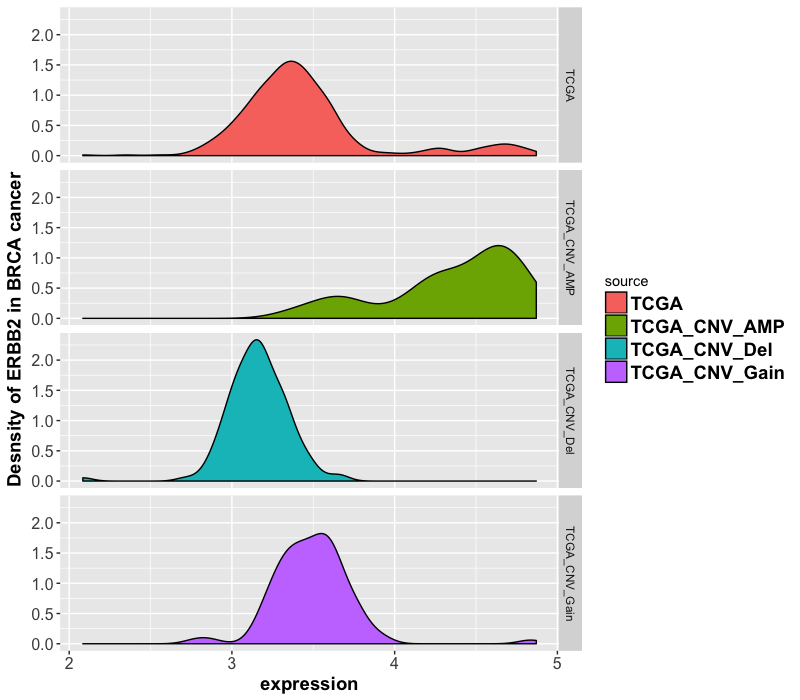 Desnsity of ERBB2 in BRCA cancer
2.0
1.5
1.0
0.5
0.0
TCGA
2.0
1.5
1.0
0.5
0.0
TCGA_CNV_AMP
2.0
1.5
1.0
0.5
0.0
TCGA_CNV_Del
2.0
1.5
1.0
0.5
0.0
TCGA_CNV_Gain
2
3
4
5
expression
source
TCGA
TCGA_CNV_AMP
TCGA_CNV_Del
TCGA_CNV_Gain